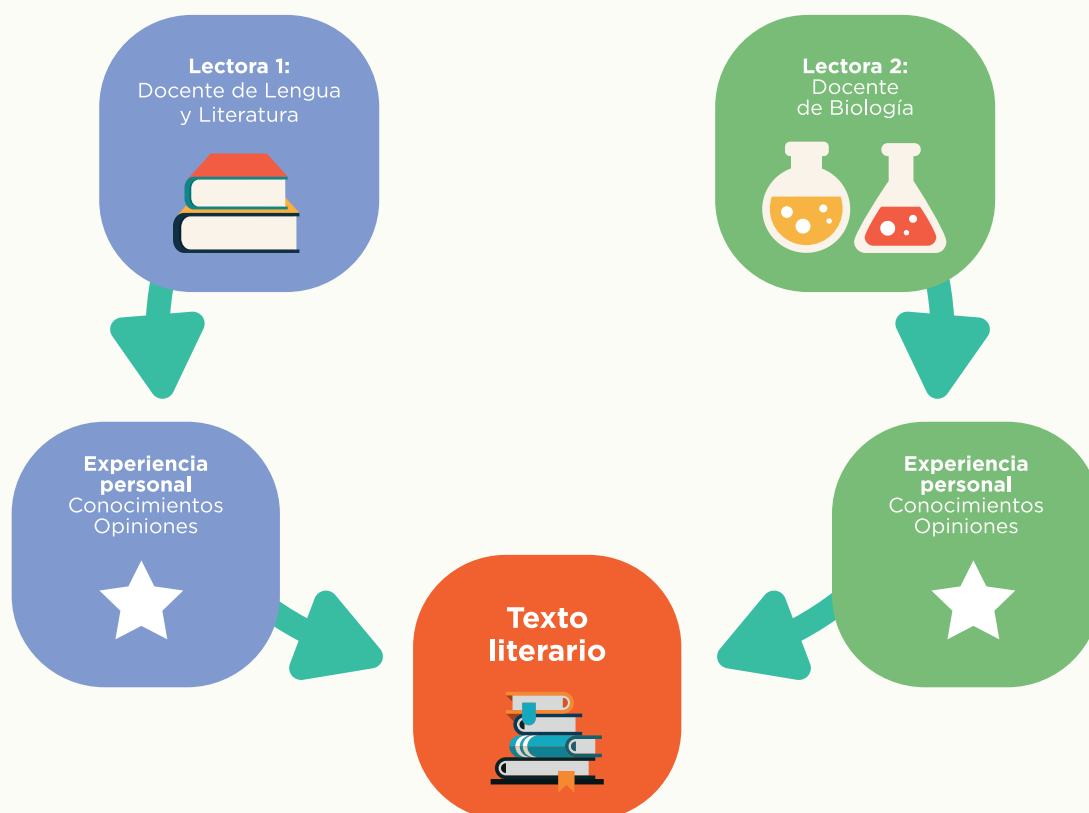 Lectora 1:
Docente de Lengua
y Literatura
Lectora 2:
Docente
de Biología
Experiencia
personal
Conocimientos
Opiniones
Experiencia
personal
Conocimientos
Opiniones
Texto
literario